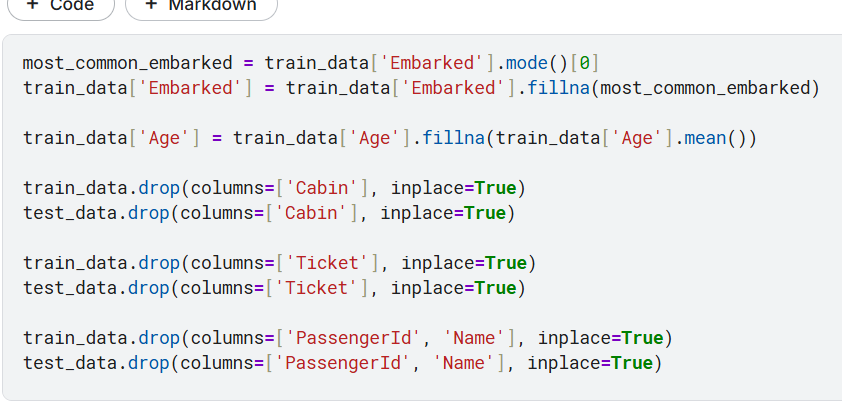 + Code + Markdown
most_common_embarked = train_data['Embarked'].mode()[0]
train_data['Embarked'] = train_data['Embarked'].fillna(most_common_embarked)
train_data['Age'] = train_data['Age'].fillna(train_data['Age'].mean())
train_data.drop(columns=['Cabin'], inplace=True)
test_data.drop(columns=['Cabin'], inplace=True)
train_data.drop(columns=['Ticket'], inplace=True)
test_data.drop(columns=['Ticket'], inplace=True)
train_data.drop(columns=['PassengerId', 'Name'], inplace=True)
test_data.drop(columns=['PassengerId', 'Name'], inplace=True)